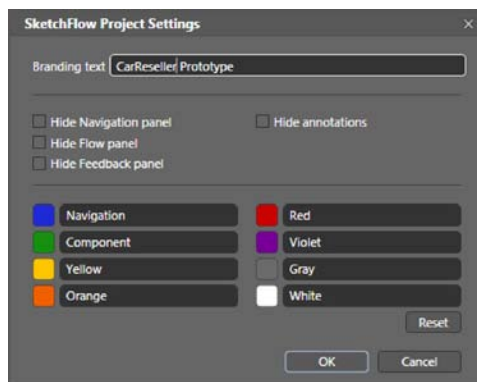 SketchFlow Project Settings
Branding text CarReseller Prototype
Hide Navigation panel
Hide annotations
Hide Flow panel
Hide Feedback panel
Navigation
Red
Component
Violet
Yellow
Gray
Orange
White
Reset
OK
Cancel